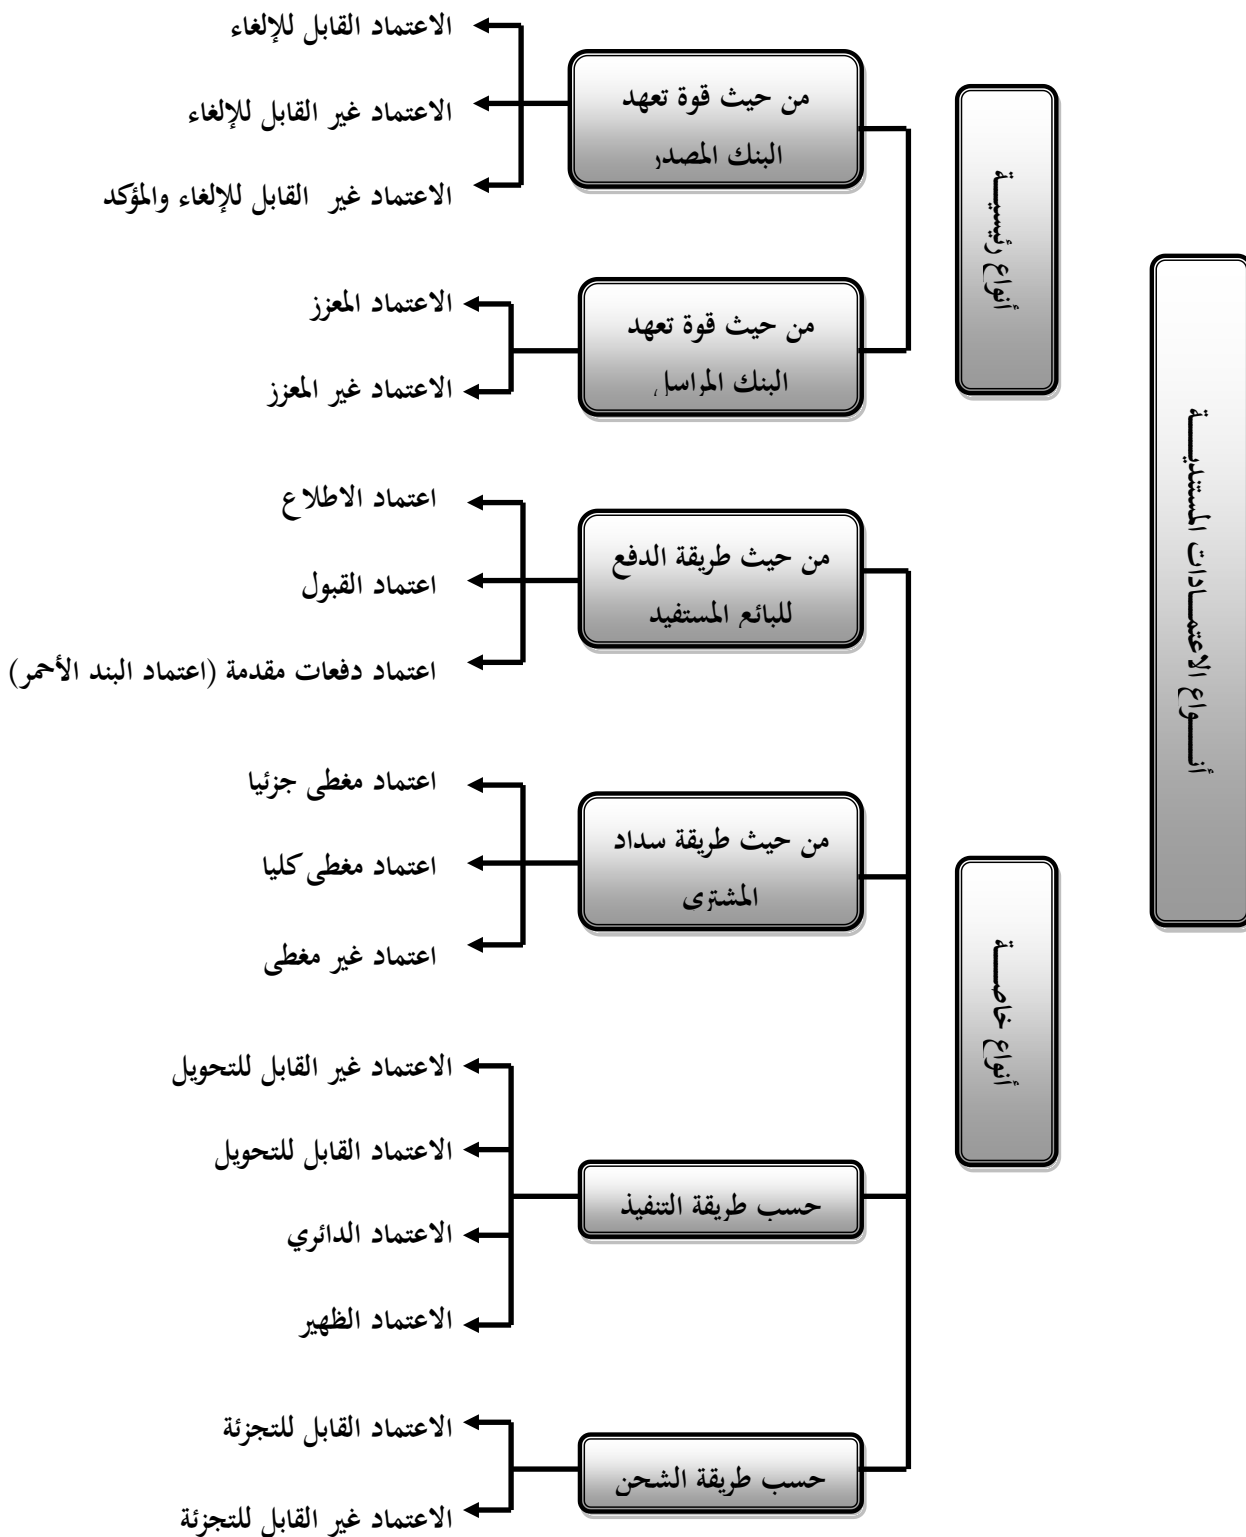 أنــواع الاعتمــادات المستنديــــة
أنواع رئيسيـــة
من حيث قوة تعهد
البنك المصدر
الاعتماد القابل للإلغاء
الاعتماد غير القابل للإلغاء
الاعتماد غير القابل للإلغاء والمؤكد
من حيث قوة تعهد
البنك المراسل
الاعتماد المعزز
الاعتماد غير المعزز
أنواع خاصـــة
من حيث طريقة الدفع
للبائع المستفيد
اعتماد الاطلاع
اعتماد القبول
اعتماد دفعات مقدمة (اعتماد البند الأحمر)
من حيث طريقة سداد
المشترى
اعتماد مغطى جزئيا
اعتماد مغطى كليا
اعتماد غير مغطى
حسب طريقة التنفيذ
الاعتماد غير القابل للتحويل
الاعتماد القابل للتحويل
الاعتماد الدائري
الاعتماد الظهير
حسب طريقة الشحن
الاعتماد القابل للتجزئة
الاعتماد غير القابل للتجزئة